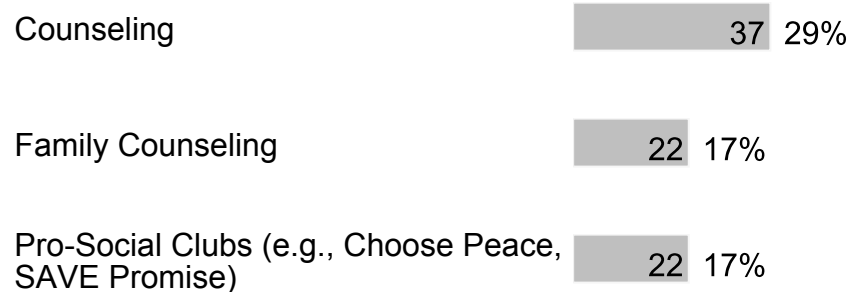 Counseling 37 29%
Family Counseling 22 17%
Pro-Social Clubs (e.g., Choose Peace,
SAVE Promise) 22 17%